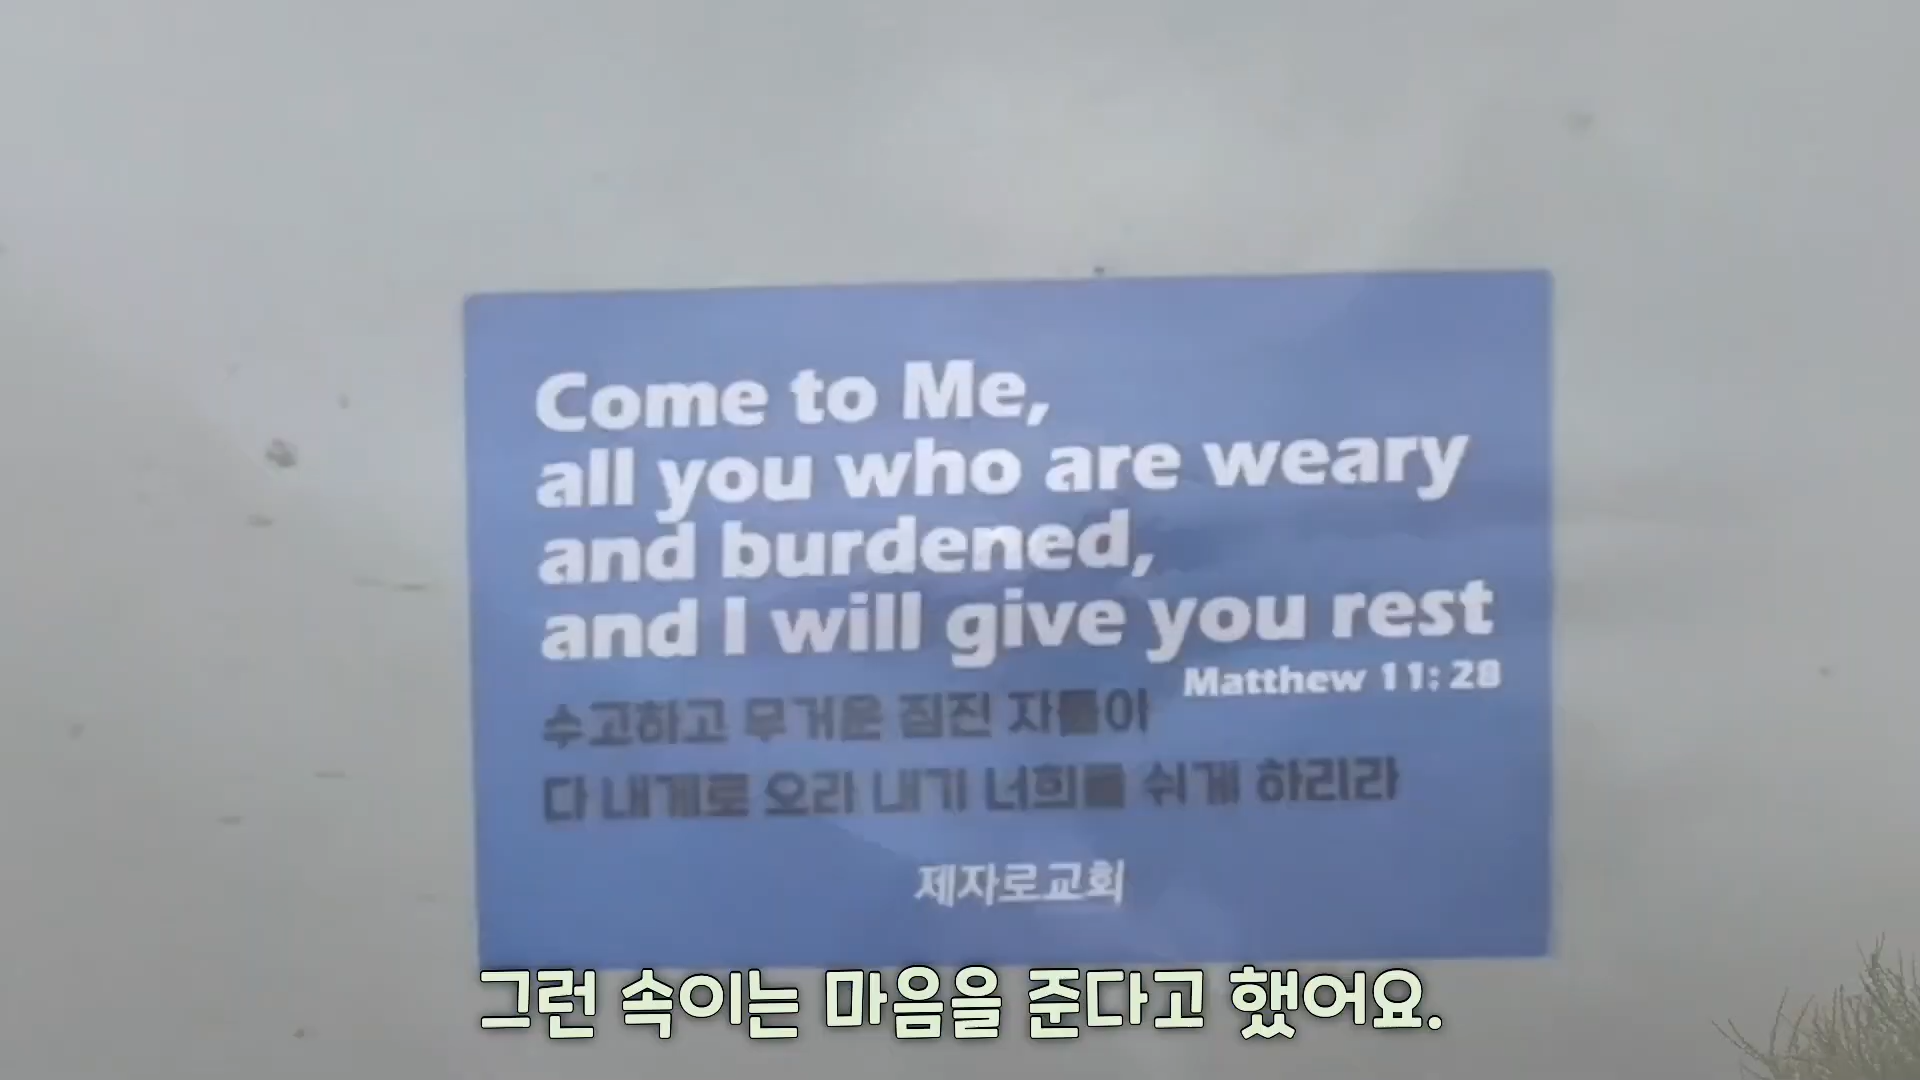 Come to Me,
all you who are weary
and burdened,
and I will give you rest
Matthew 11: 28
수고하고 무거운 짐진 자들이
다 내게로 오라 내가 너희를 쉬게 하리라
제자로교회
그런 속이는 마음을 준다고 했어요.